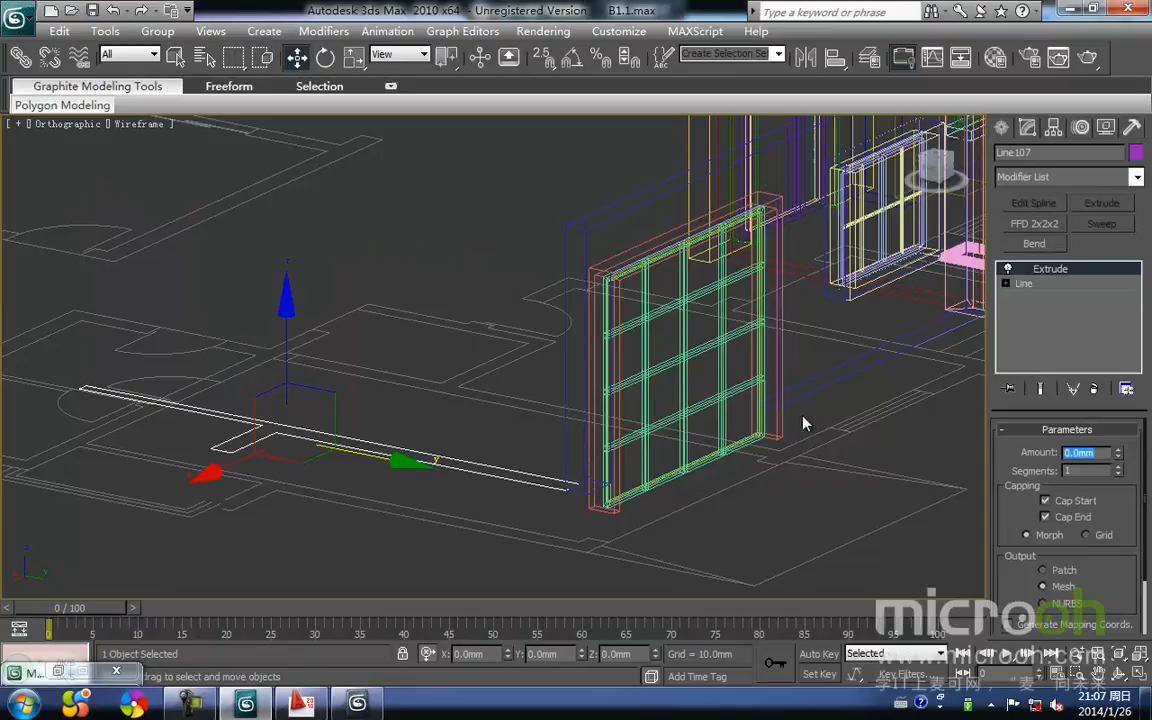 Autodesk 3ds Max 2010 x64 - Unregistered Version B1.1.max
Type a keyword or phrase
Edit Tools Group Views Create Modifiers Animation Graph Editors Rendering Customize MAXScript Help
All
View
2.5
Create Selection Se
Graphite Modeling Tools Freeform Selection
Polygon Modeling
[ + ][ Orthographic ][ Wireframe ]
Line107
Modifier List
Edit Spline Extrude
FFD 2x2x2 Sweep
Bend
Extrude
Line
Parameters
Amount: 0.0mm
Segments: 1
Capping
Cap Start
Cap End
Morph Grid
Output
Patch
Mesh
NURBS
Generate Mapping Coords.
z
y
microoh
www.microoh.com
0 / 100
0 5 10 15 20 25 30 35 40 45 50 55 60 65 70 75 80 85 90 95 100
1 Object Selected
X: 0.0mm Y: 0.0mm Z: 0.0mm Grid = 10.0mm
Auto Key Selected
drag to select and move objects
Add Time Tag
Set Key Key Filters...
M...
21:07 周日
2014/1/26